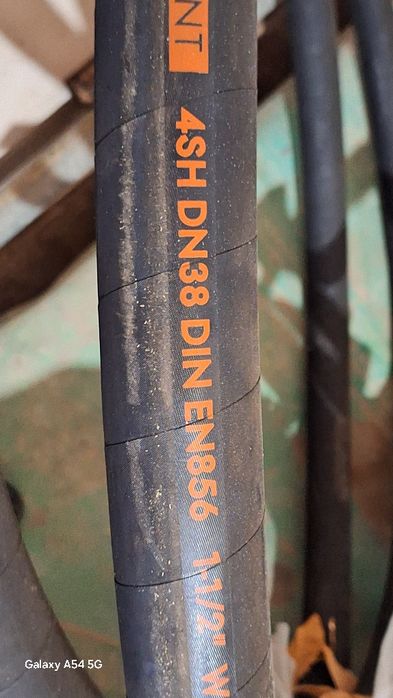 NT 4SH DN38 DIN EN856 1-1/2" W
Galaxy A54 5G